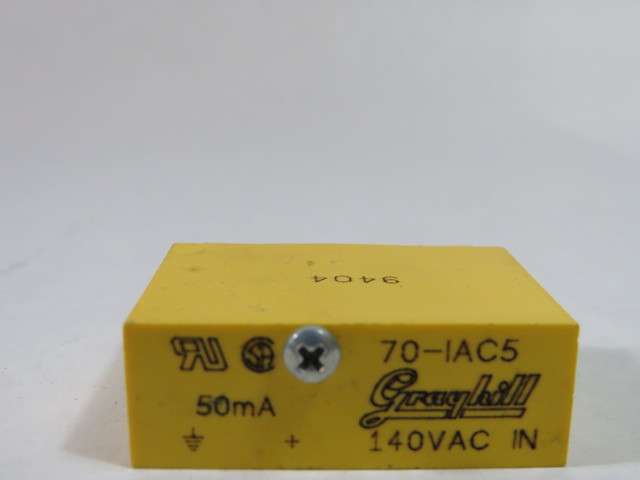 9404
70-IAC5
50mA
Grayhill
+
140VAC IN